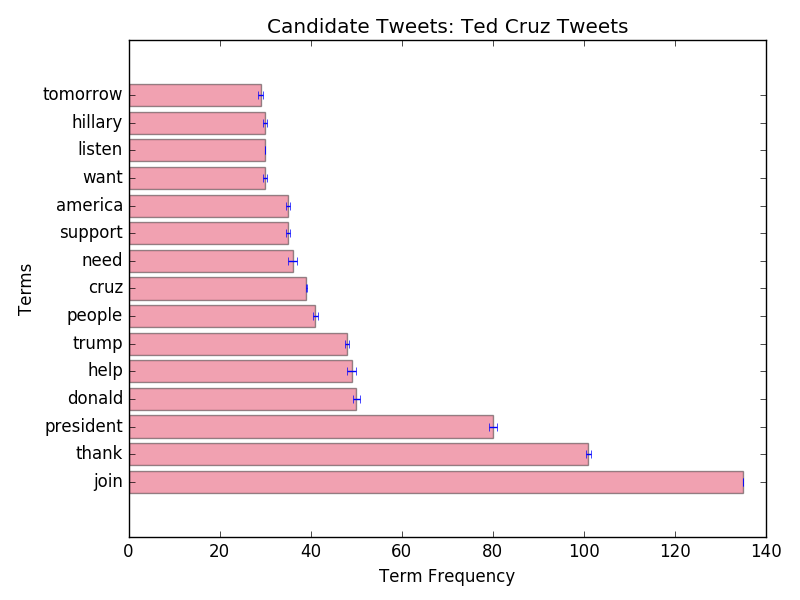 Candidate Tweets: Ted Cruz Tweets
tomorrow
hillary
listen
want
america
support
need
cruz
people
trump
help
donald
president
thank
join
Terms
0 20 40 60 80 100 120 140
Term Frequency